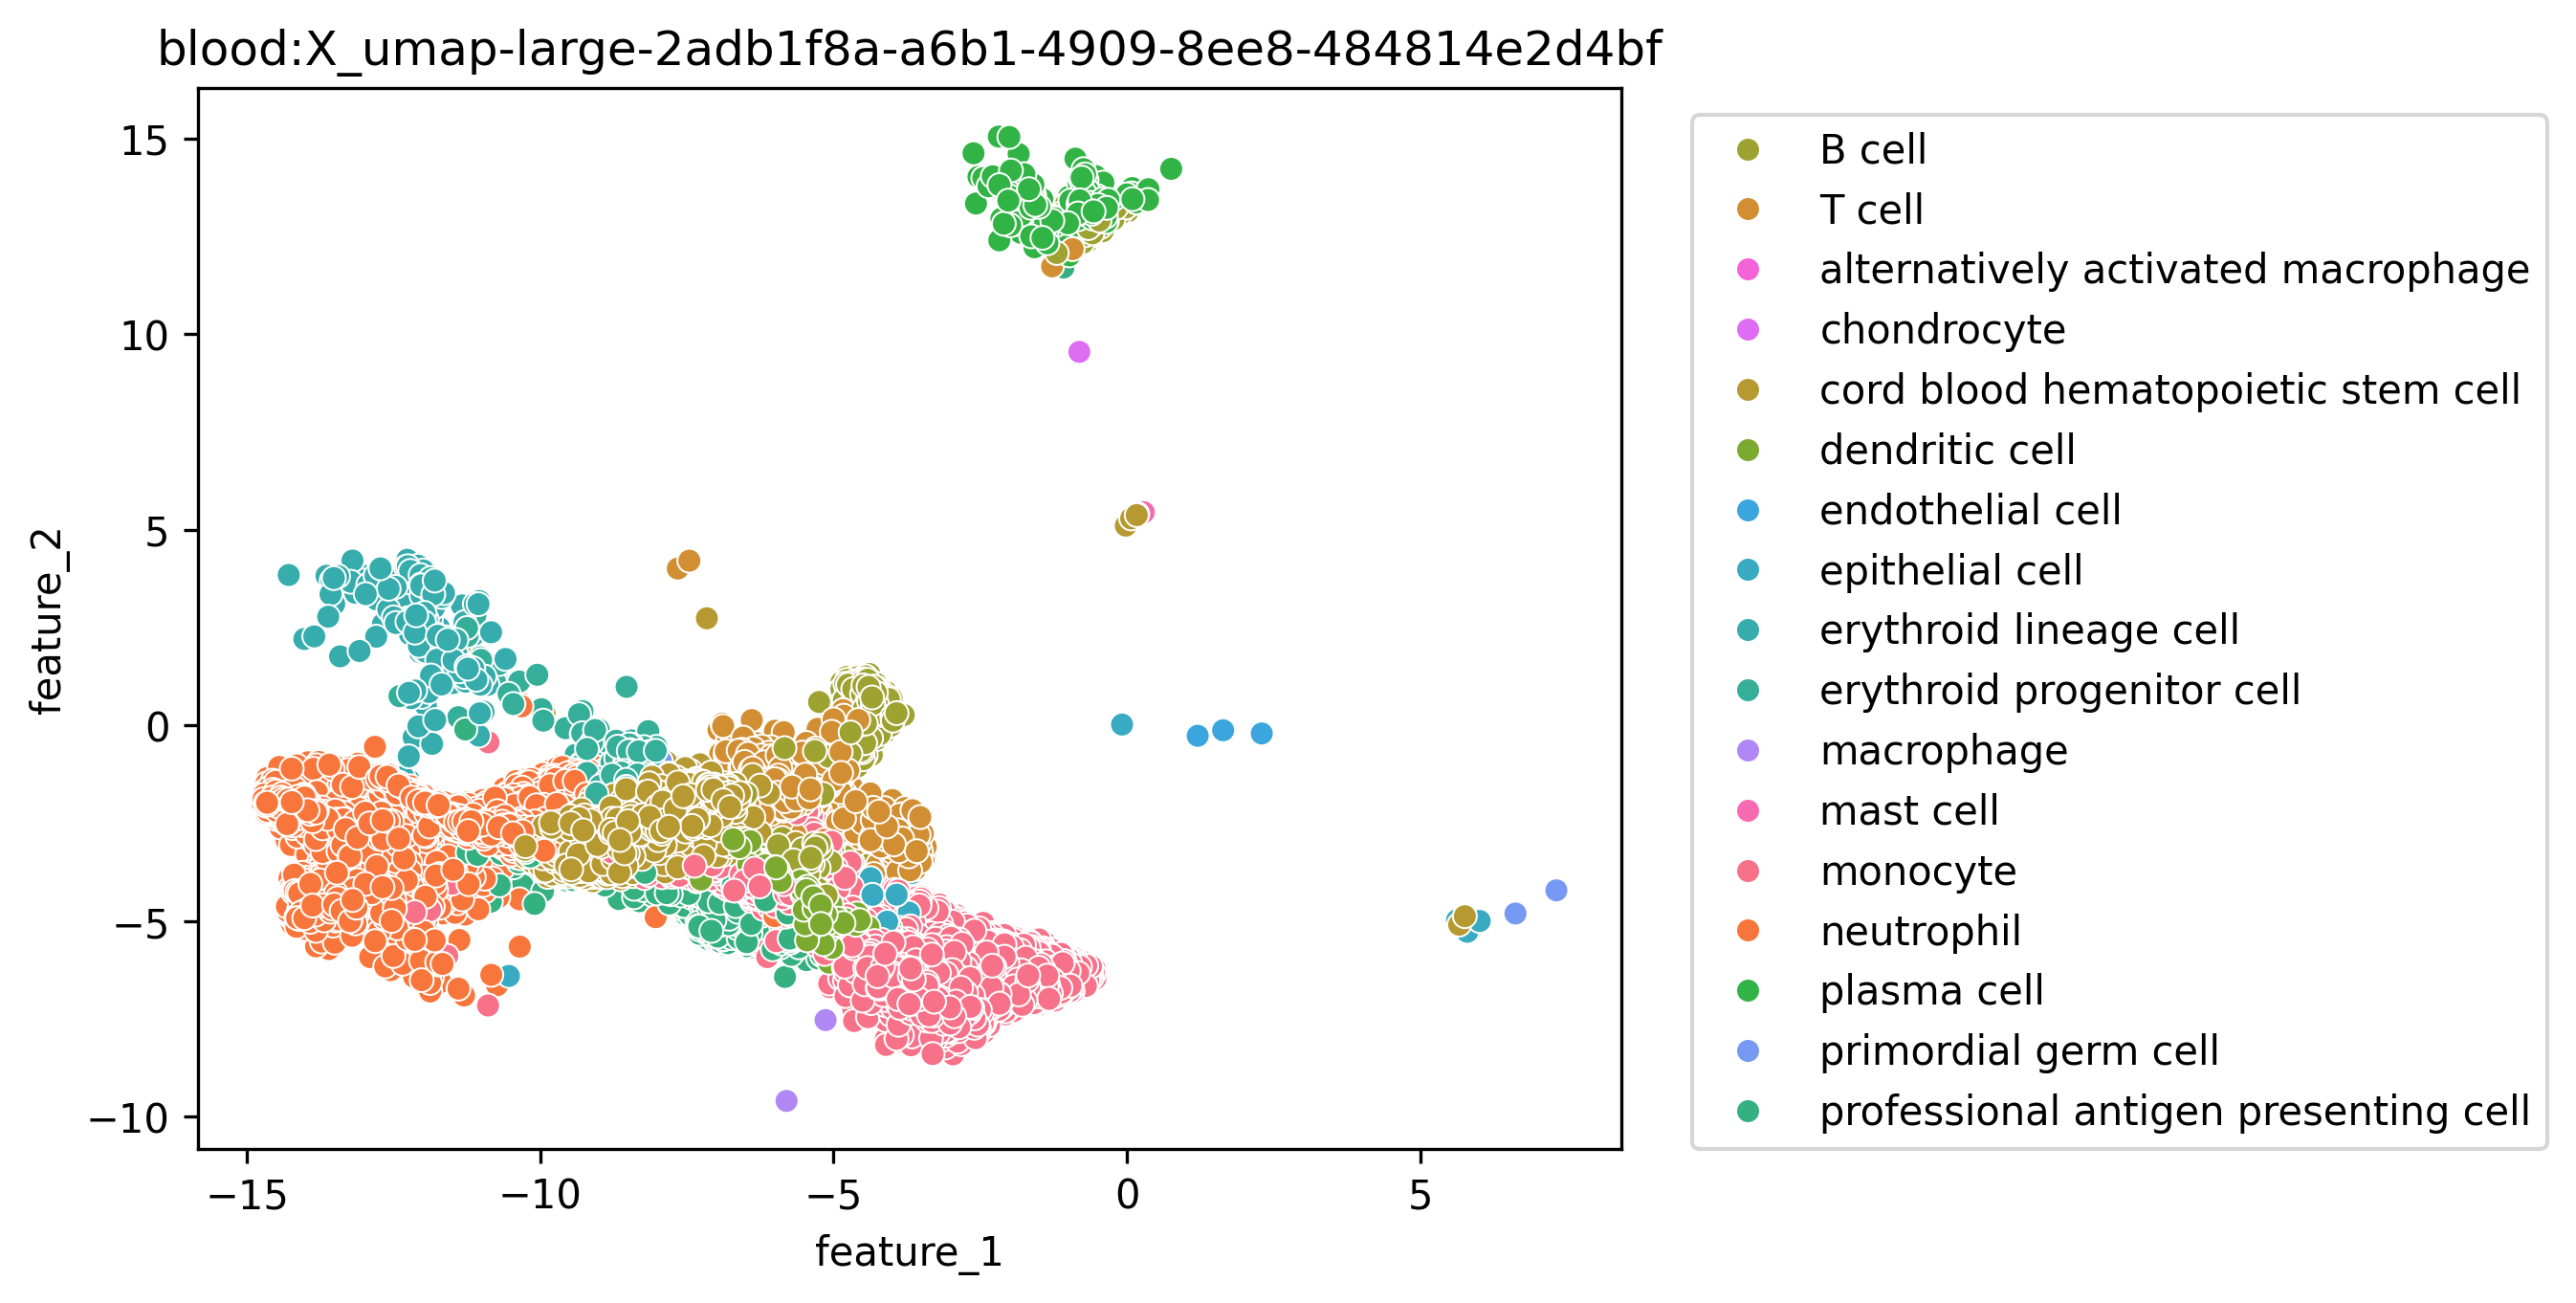 blood:X_umap-large-2adb1f8a-a6b1-4909-8ee8-484814e2d4bf
15
10
5
0
−5
−10
feature_2
−15
−10
−5
0
5
feature_1
B cell
T cell
alternatively activated macrophage
chondrocyte
cord blood hematopoietic stem cell
dendritic cell
endothelial cell
epithelial cell
erythroid lineage cell
erythroid progenitor cell
macrophage
mast cell
monocyte
neutrophil
plasma cell
primordial germ cell
professional antigen presenting cell